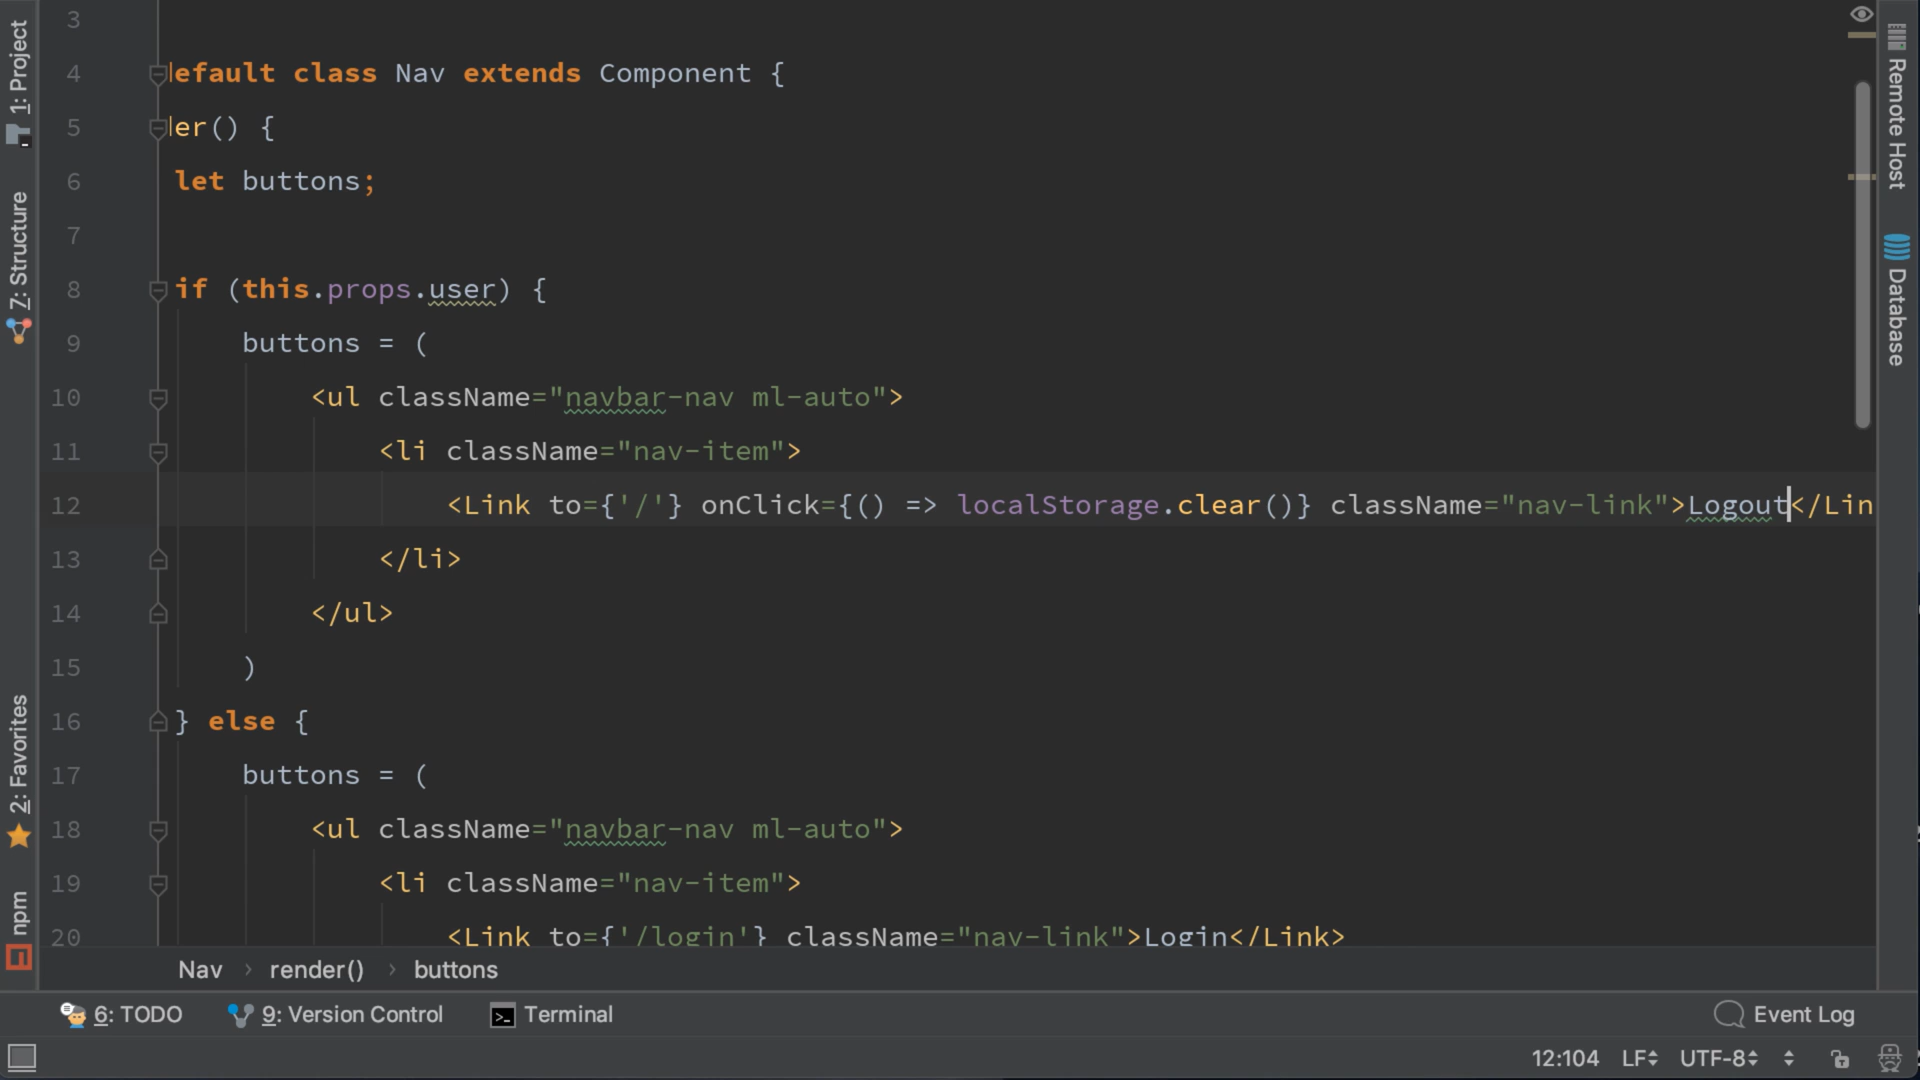 3
4 default class Nav extends Component {
5 der() {
6 let buttons;
7
8 if (this.props.user) {
9 buttons = (
10 <ul className="navbar-nav ml-auto">
11 <li className="nav-item">
12 <Link to={'/'} onClick={() => localStorage.clear()} className="nav-link">Logout</Lin
13 </li>
14 </ul>
15 )
16 } else {
17 buttons = (
18 <ul className="navbar-nav ml-auto">
19 <li className="nav-item">
20 <Link to={'/login'} className="nav-link">Login</Link>
Nav › render() › buttons
1: Project
7: Structure
2: Favorites
npm
Remote Host
Database
6: TODO 9: Version Control Terminal Event Log
12:104 LF UTF-8